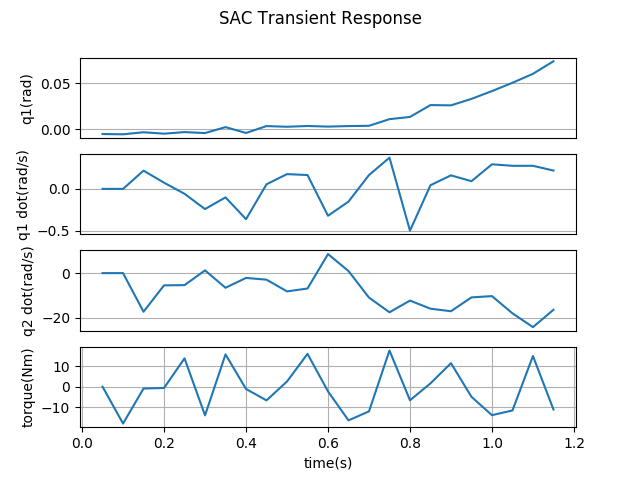 SAC Transient Response
q1(rad)
0.05
0.00
q1 dot(rad/s)
0.0
−0.5
q2 dot(rad/s)
0
−20
torque(Nm)
10
0
−10
0.0 0.2 0.4 0.6 0.8 1.0 1.2
time(s)